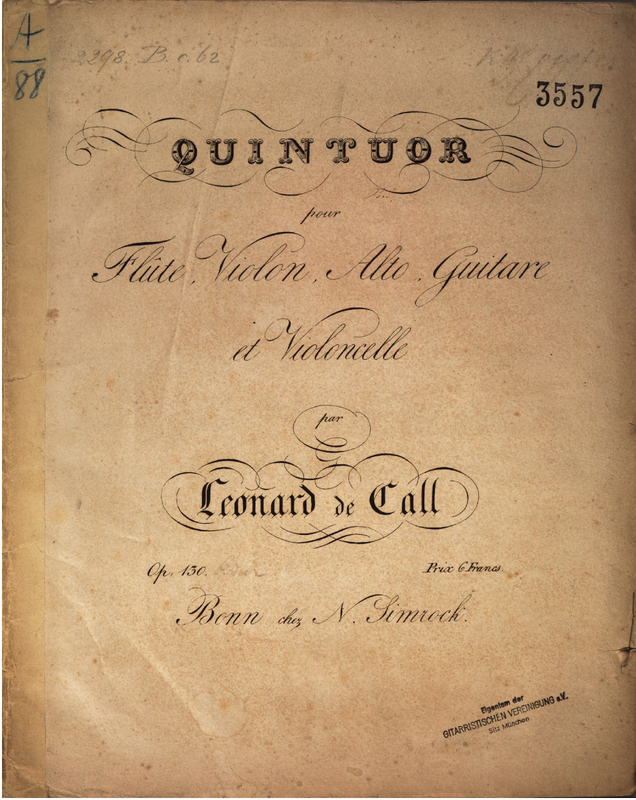 A
88
2298. B. c. 62
3557
QUINTUOR
pour
Flûte, Violon, Alto, Guitare
et Violoncelle
par
Leonard de Call
Op. 130. Prix 6 Francs.
Bonn chez N. Simrock.
Eigentum der
GITARRISTISCHEN VEREINIGUNG e.V.
Sitz München